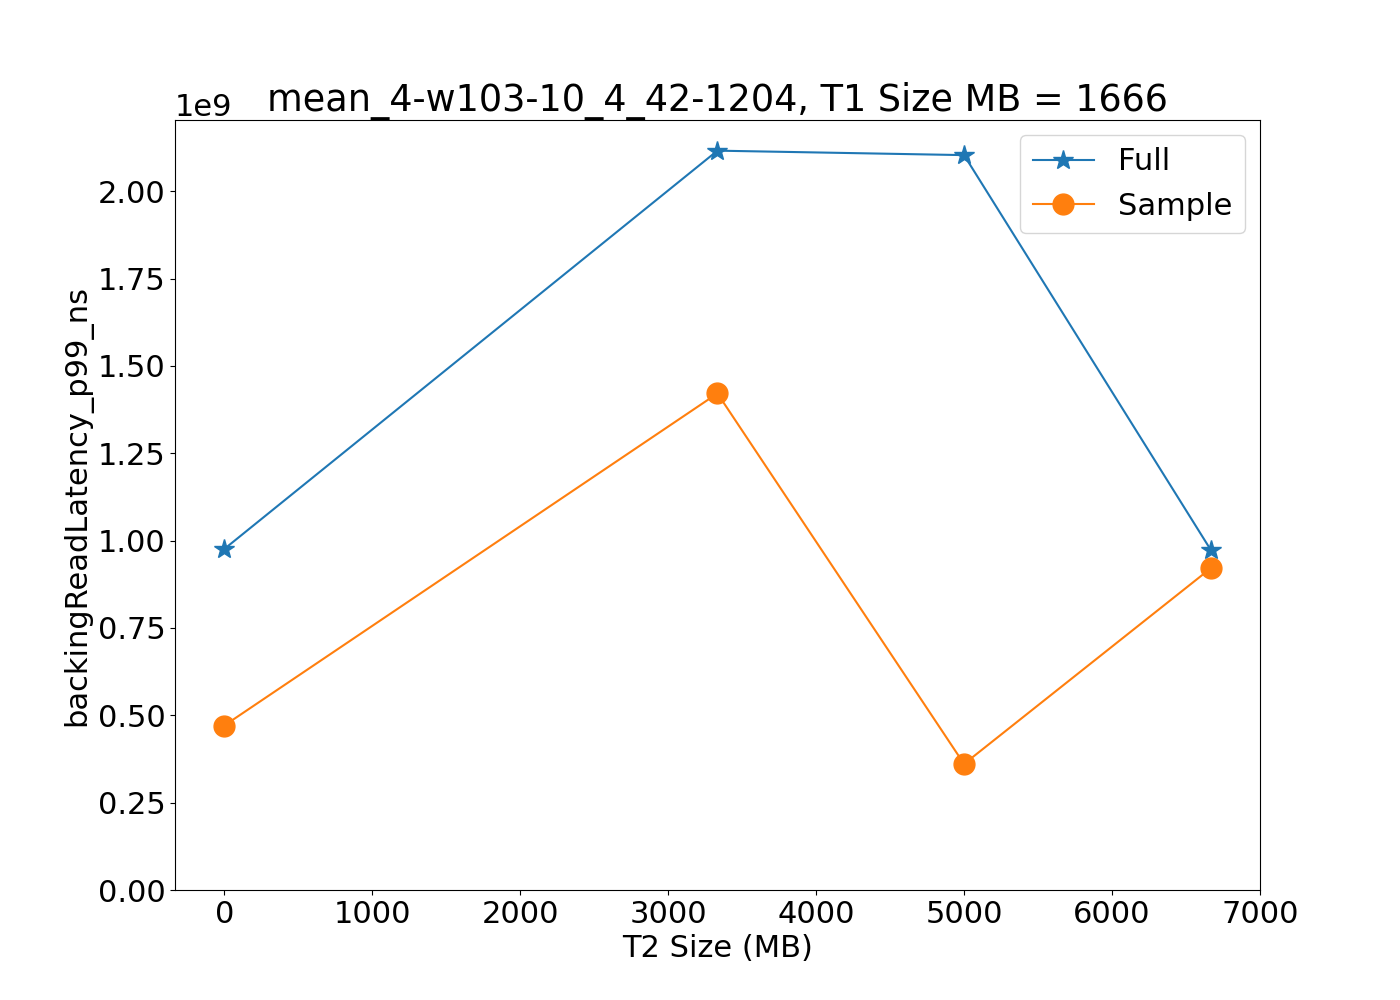 1e9
mean_4-w103-10_4_42-1204, T1 Size MB = 1666
Full
Sample
backingReadLatency_p99_ns
2.00
1.75
1.50
1.25
1.00
0.75
0.50
0.25
0.00
0 1000 2000 3000 4000 5000 6000 7000
T2 Size (MB)